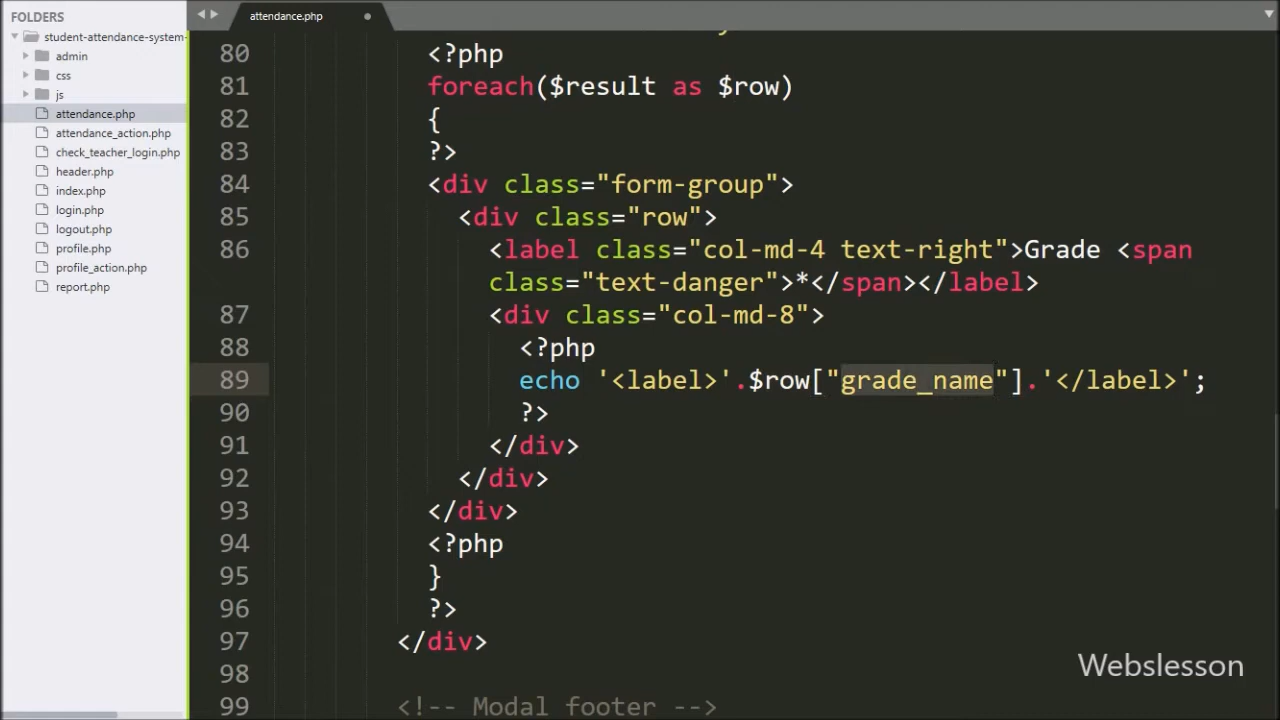 FOLDERS
student-attendance-system-
admin
css
js
attendance.php
attendance_action.php
check_teacher_login.php
header.php
index.php
login.php
logout.php
profile.php
profile_action.php
report.php
attendance.php
80 <?php
81 foreach($result as $row)
82 {
83 ?>
84 <div class="form-group">
85 <div class="row">
86 <label class="col-md-4 text-right">Grade <span
class="text-danger">*</span></label>
87 <div class="col-md-8">
88 <?php
89 echo '<label>'.$row["grade_name"].'</label>';
90 ?>
91 </div>
92 </div>
93 </div>
94 <?php
95 }
96 ?>
97 </div>
98
99 <!-- Modal footer -->
Webslesson